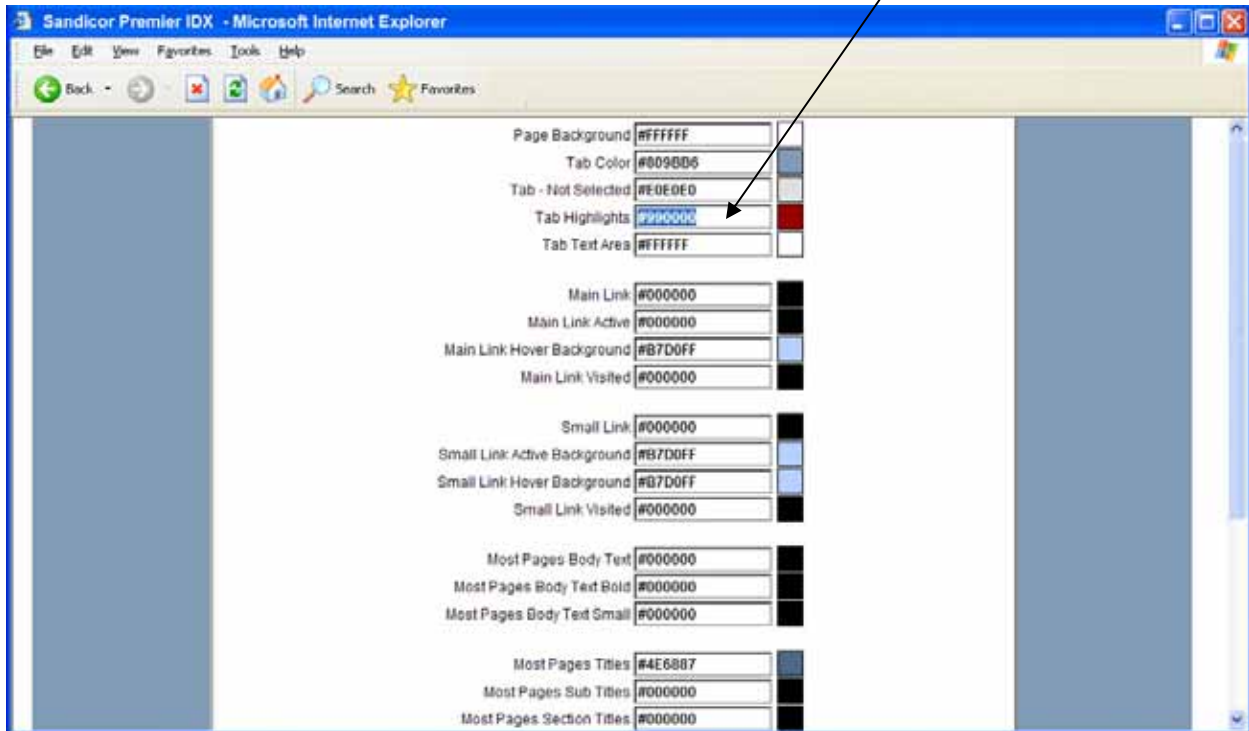 Sandicor Premier IDX - Microsoft Internet Explorer
File Edit View Favorites Tools Help
Back Search Favorites
Page Background #FFFFFF
Tab Color #809BB6
Tab - Not Selected #E0E0E0
Tab Highlights #990000
Tab Text Area #FFFFFF
Main Link #000000
Main Link Active #000000
Main Link Hover Background #B7D0FF
Main Link Visited #000000
Small Link #000000
Small Link Active Background #B7D0FF
Small Link Hover Background #B7D0FF
Small Link Visited #000000
Most Pages Body Text #000000
Most Pages Body Text Bold #000000
Most Pages Body Text Small #000000
Most Pages Titles #4E6887
Most Pages Sub Titles #000000
Most Pages Section Titles #000000